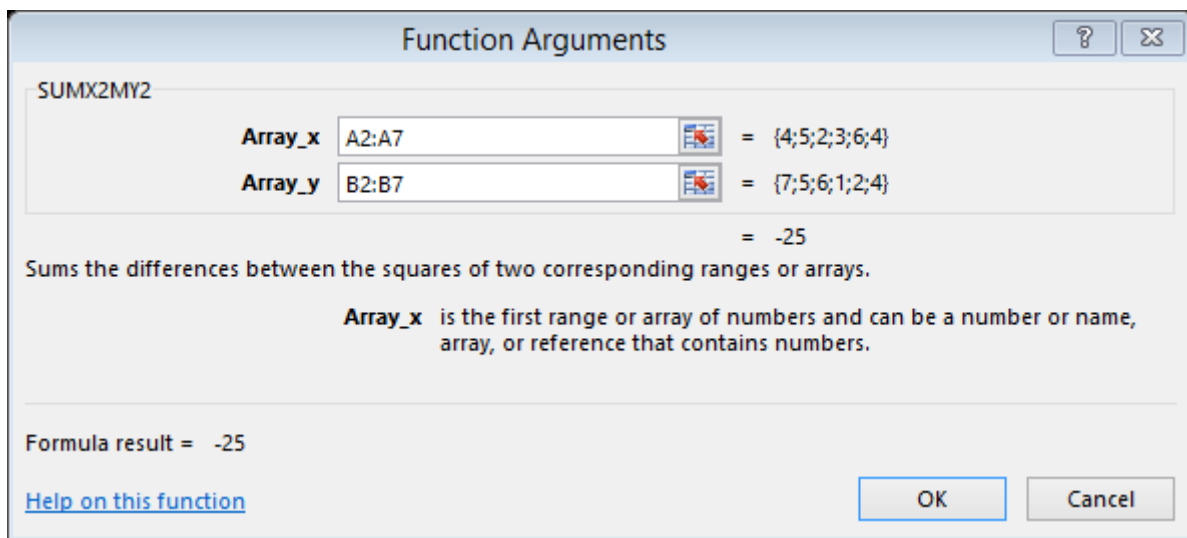 Function Arguments
SUMX2MY2
Array_x A2:A7 = {4;5;2;3;6;4}
Array_y B2:B7 = {7;5;6;1;2;4}
= -25
Sums the differences between the squares of two corresponding ranges or arrays.
Array_x is the first range or array of numbers and can be a number or name,
array, or reference that contains numbers.
Formula result = -25
Help on this function
OK Cancel